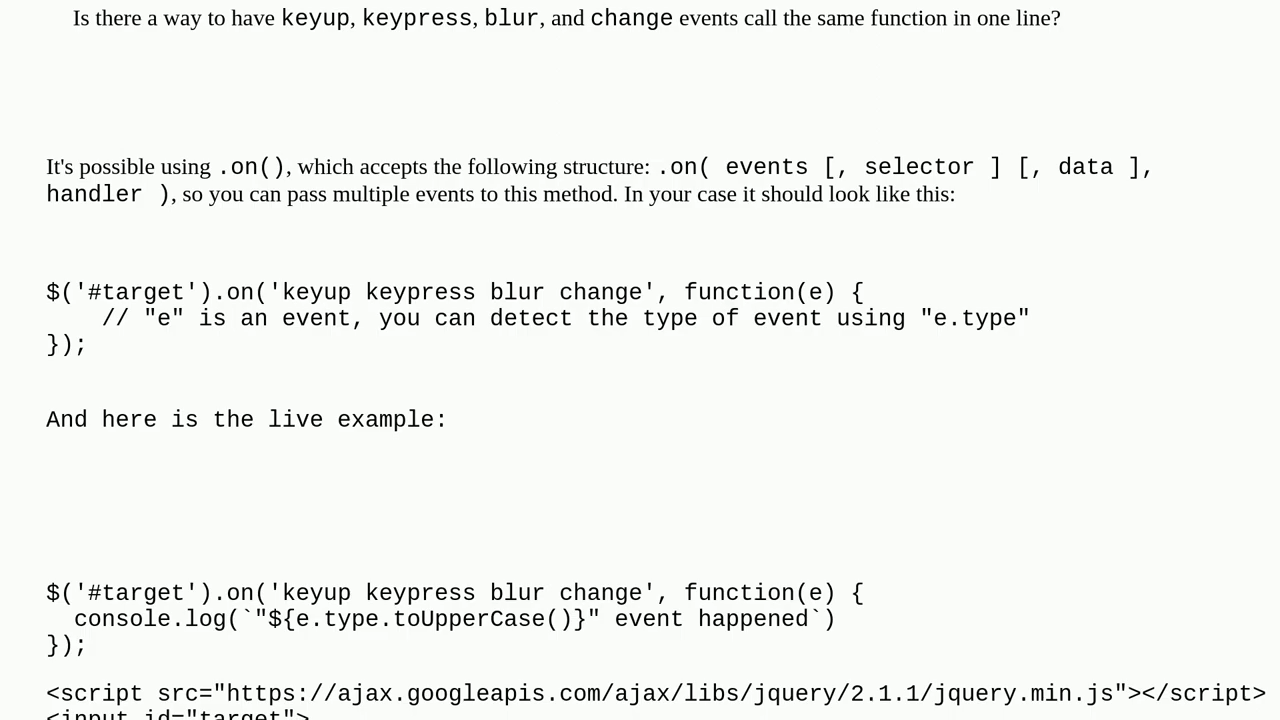 Is there a way to have keyup, keypress, blur, and change events call the same function in one line?
It's possible using .on(), which accepts the following structure: .on( events [, selector ] [, data ],
handler ), so you can pass multiple events to this method. In your case it should look like this:
$('#target').on('keyup keypress blur change', function(e) {
    // "e" is an event, you can detect the type of event using "e.type"
});
And here is the live example:
$('#target').on('keyup keypress blur change', function(e) {
  console.log(`"${e.type.toUpperCase()}" event happened`)
});
<script src="https://ajax.googleapis.com/ajax/libs/jquery/2.1.1/jquery.min.js"></script>
<input id="target">